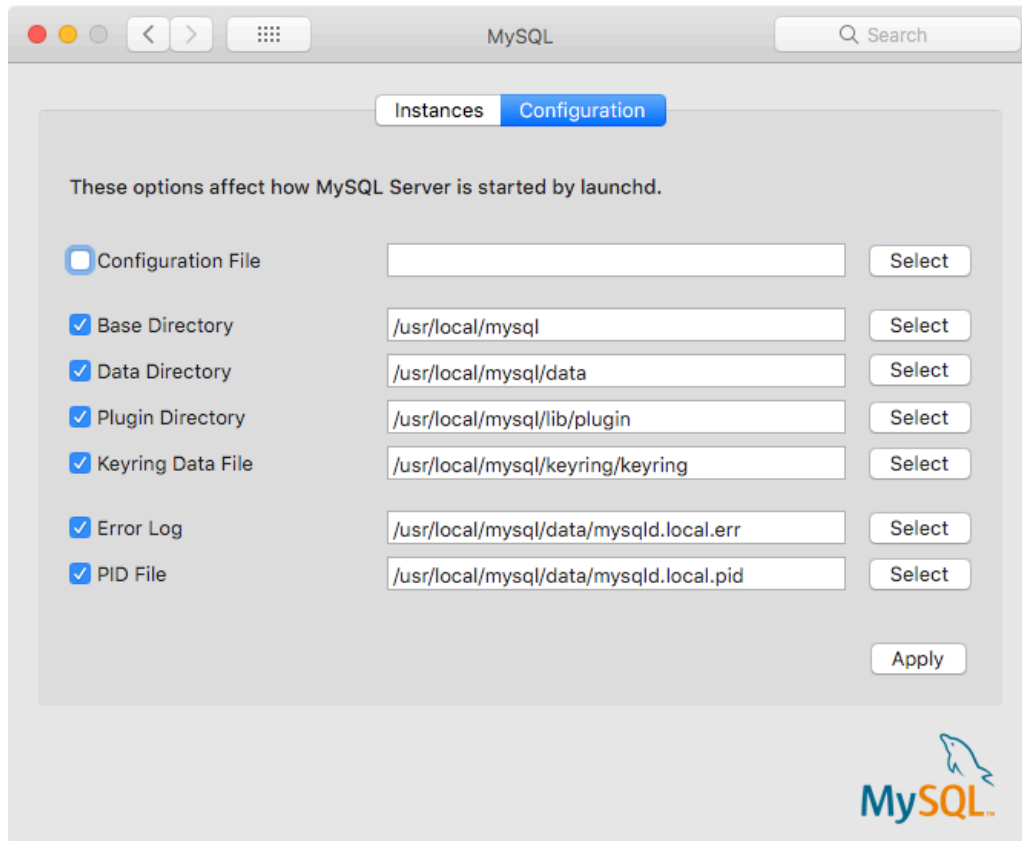 MySQL
Search
Instances Configuration
These options affect how MySQL Server is started by launchd.
Configuration File Select
Base Directory /usr/local/mysql Select
Data Directory /usr/local/mysql/data Select
Plugin Directory /usr/local/mysql/lib/plugin Select
Keyring Data File /usr/local/mysql/keyring/keyring Select
Error Log /usr/local/mysql/data/mysqld.local.err Select
PID File /usr/local/mysql/data/mysqld.local.pid Select
Apply
MySQL™